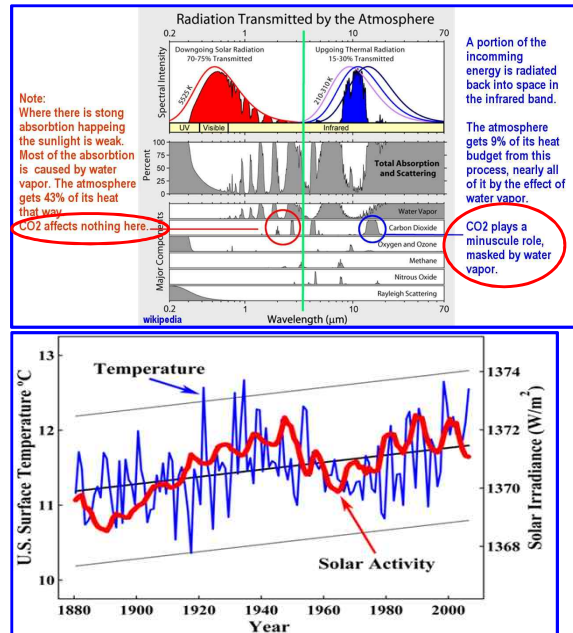 Radiation Transmitted by the Atmosphere
0.2 1 10 70
Downgoing Solar Radiation
70-75% Transmitted
Upgoing Thermal Radiation
15-30% Transmitted
Spectral Intensity
5525 K
210-310 K
UV Visible Infrared
Note:
Where there is stong
absorbtion happeing
the sunlight is weak.
Most of the absorbtion
is caused by water
vapor. The atmosphere
gets 43% of its heat
that way.
CO2 affects nothing here.
Percent
100
75
50
25
0
Total Absorption
and Scattering
Major Components
Water Vapor
Carbon Dioxide
Oxygen and Ozone
Methane
Nitrous Oxide
Rayleigh Scattering
0.2 1 10 70
wikipedia
Wavelength (μm)
A portion of the
incomming
energy is radiated
back into space in
the infrared band.
The atmosphere
gets 9% of its heat
budget from this
process, nearly all
of it by the effect of
water vapor.
CO2 plays a
minuscule role,
masked by water
vapor.
U.S. Surface Temperature ºC
13
12
11
10
Temperature
Solar Activity
1374
1372
1370
1368
Solar Irradiance (W/m²)
1880 1900 1920 1940 1960 1980 2000
Year